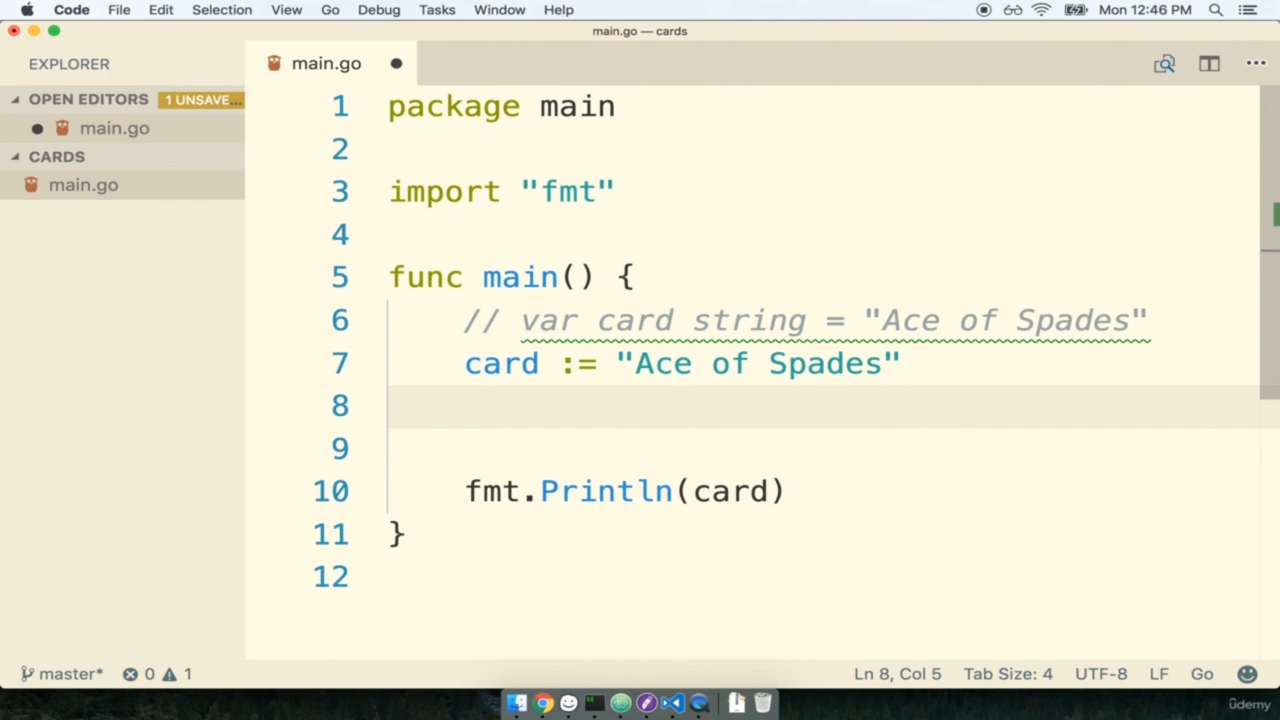 Code File Edit Selection View Go Debug Tasks Window Help Mon 12:46 PM
main.go — cards
EXPLORER
main.go
OPEN EDITORS 1 UNSAVE...
main.go
CARDS
main.go
1 package main
2
3 import "fmt"
4
5 func main() {
6 // var card string = "Ace of Spades"
7 card := "Ace of Spades"
8
9
10 fmt.Println(card)
11 }
12
master* 0 1 Ln 8, Col 5 Tab Size: 4 UTF-8 LF Go
ûdemy